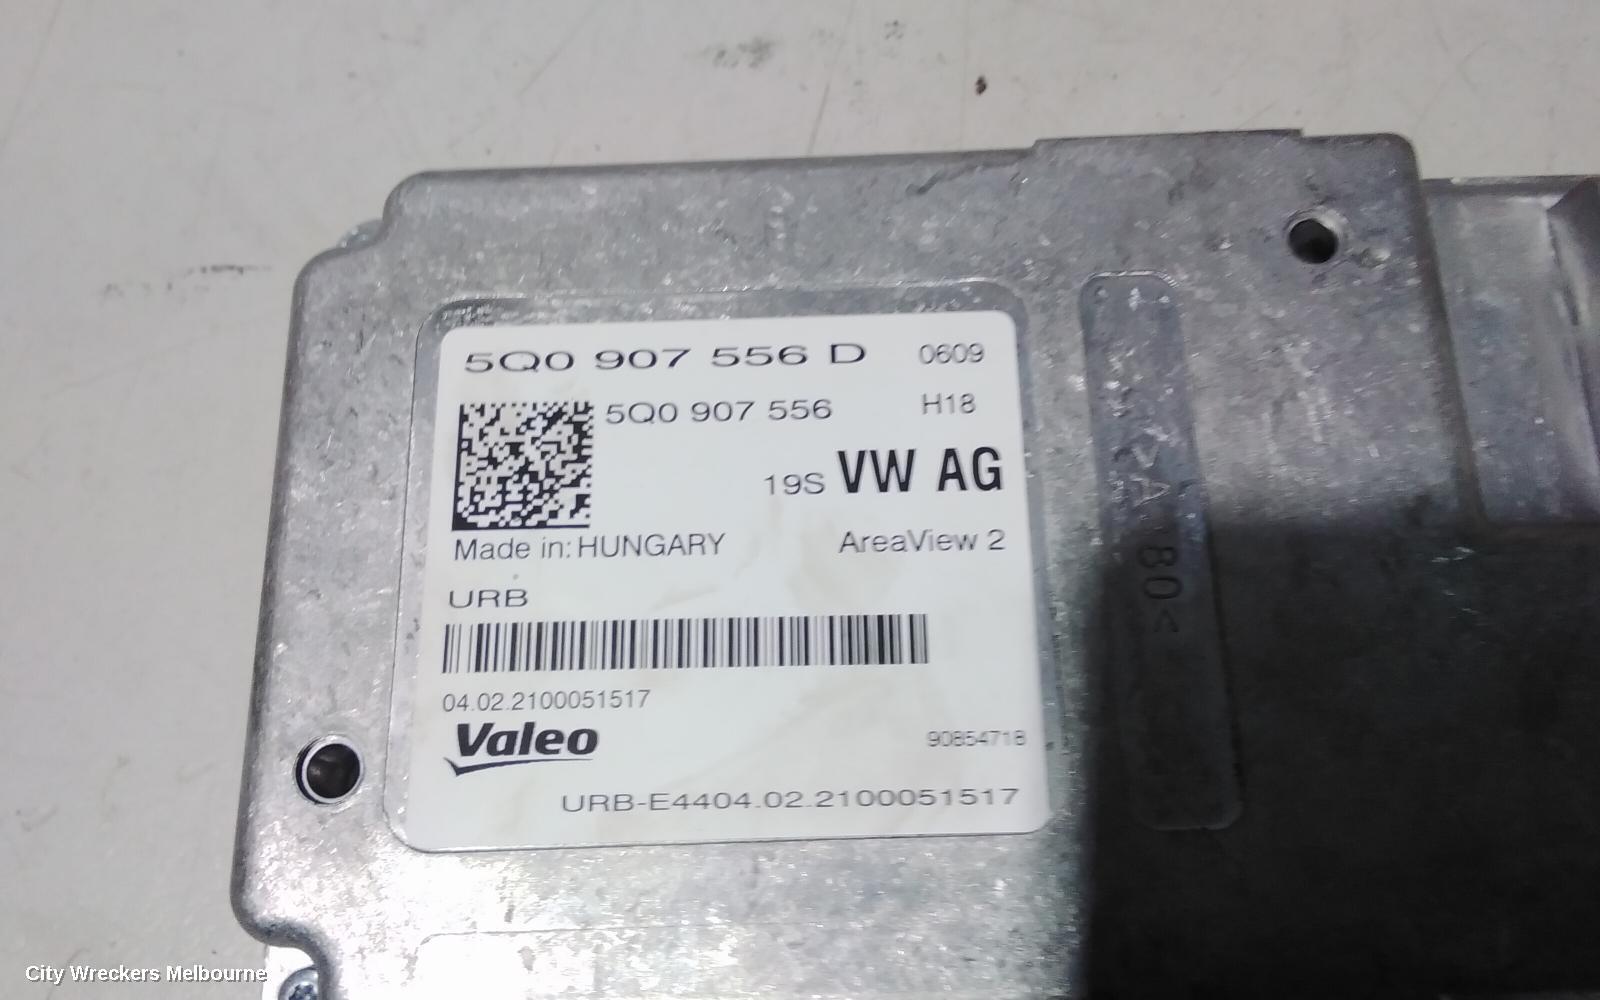 5Q0 907 556 D 0609
5Q0 907 556 H18
19S VW AG
Made in: HUNGARY AreaView 2
URB
04.02.2100051517
Valeo 90854718
URB-E4404.02.2100051517
City Wreckers Melbourne